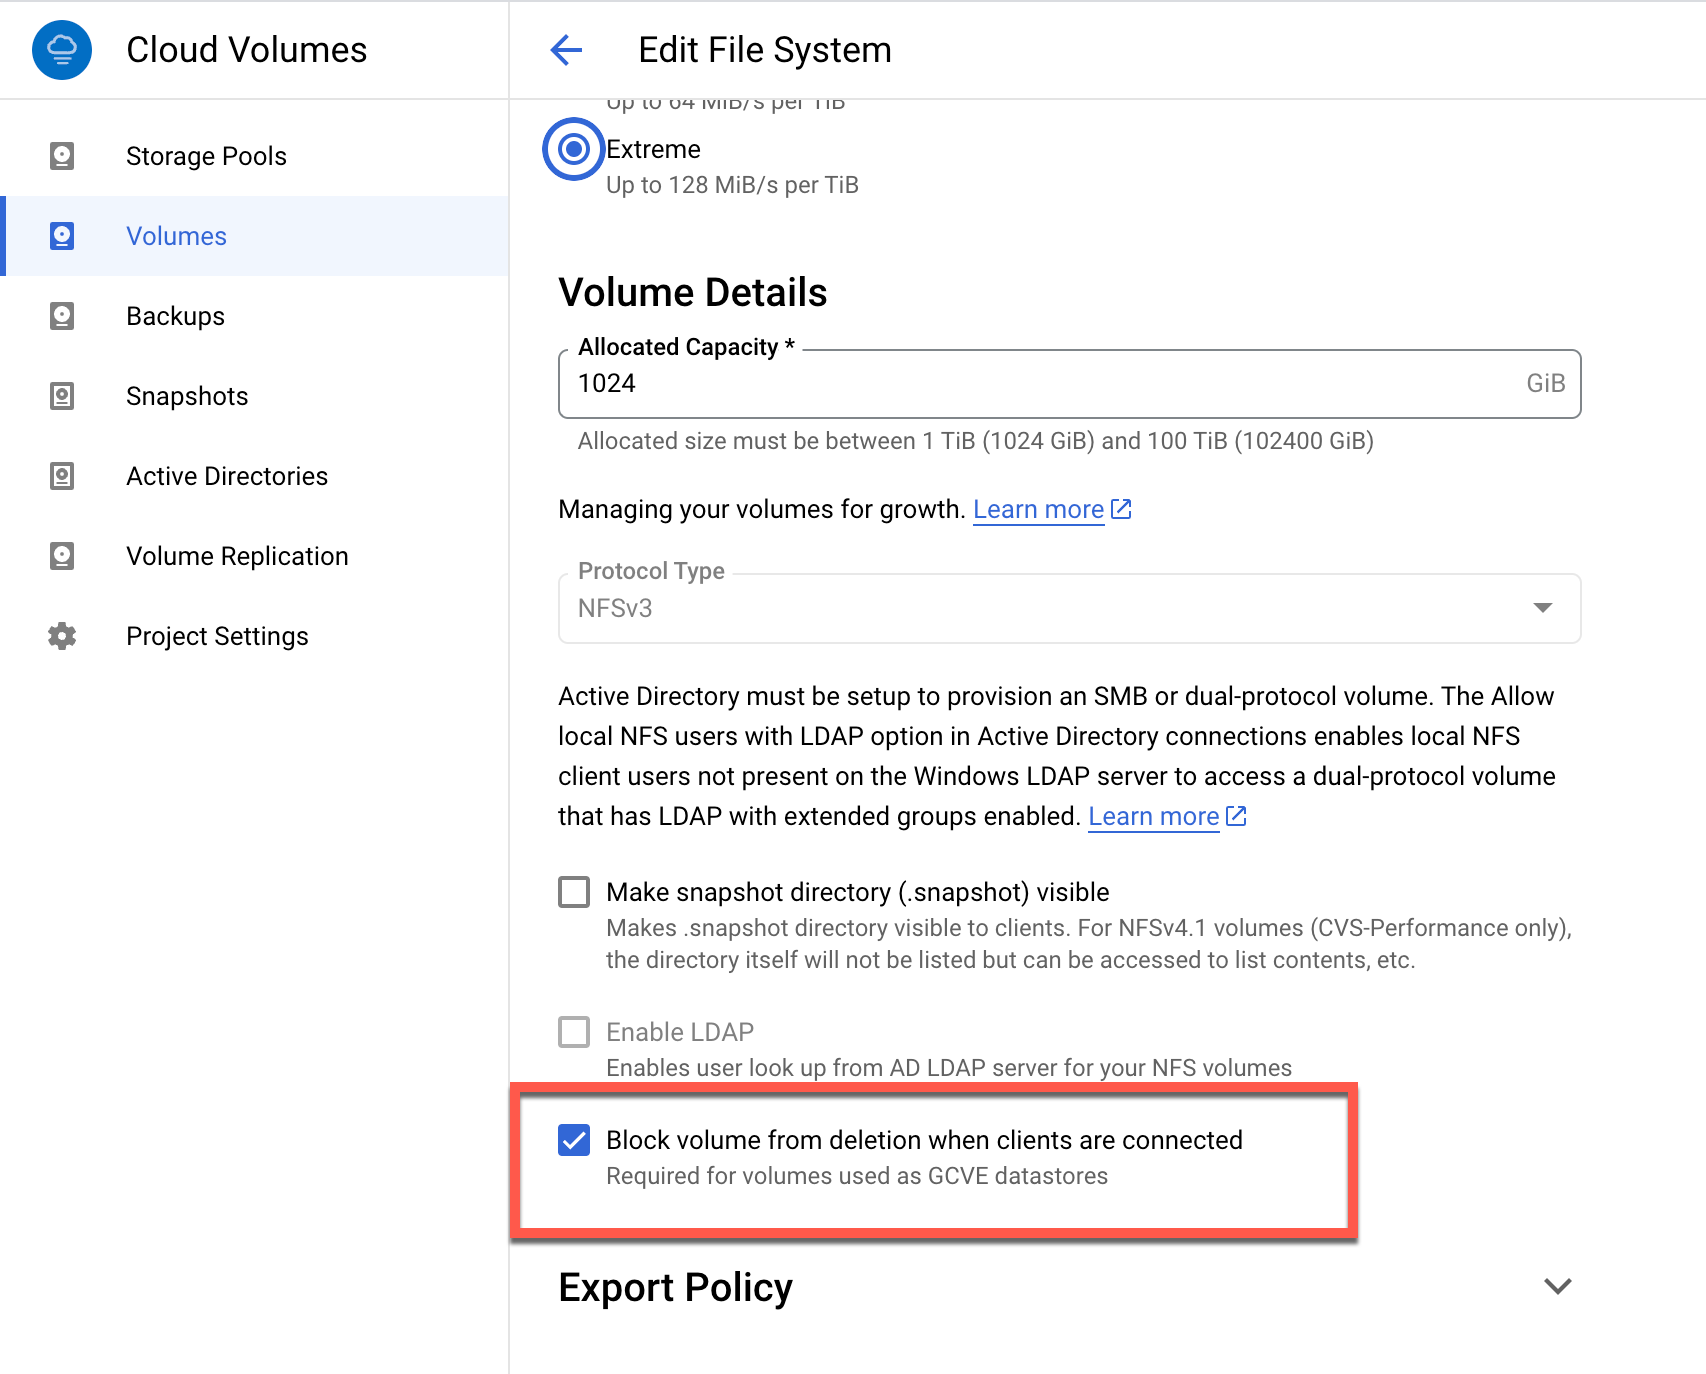 Cloud Volumes
Edit File System
Storage Pools
Volumes
Backups
Snapshots
Active Directories
Volume Replication
Project Settings
Up to 64 MiB/s per TiB
Extreme
Up to 128 MiB/s per TiB
Volume Details
Allocated Capacity *
1024 GiB
Allocated size must be between 1 TiB (1024 GiB) and 100 TiB (102400 GiB)
Managing your volumes for growth. Learn more
Protocol Type
NFSv3
Active Directory must be setup to provision an SMB or dual-protocol volume. The Allow
local NFS users with LDAP option in Active Directory connections enables local NFS
client users not present on the Windows LDAP server to access a dual-protocol volume
that has LDAP with extended groups enabled. Learn more
Make snapshot directory (.snapshot) visible
Makes .snapshot directory visible to clients. For NFSv4.1 volumes (CVS-Performance only),
the directory itself will not be listed but can be accessed to list contents, etc.
Enable LDAP
Enables user look up from AD LDAP server for your NFS volumes
Block volume from deletion when clients are connected
Required for volumes used as GCVE datastores
Export Policy